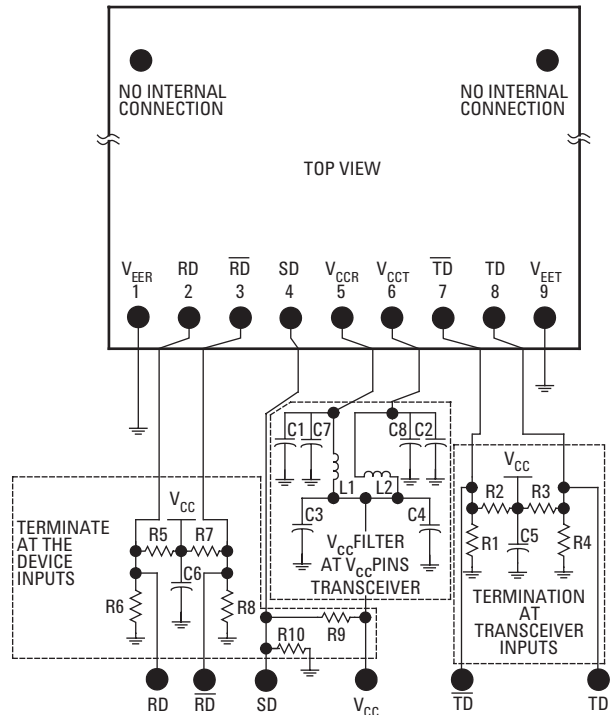 NO INTERNAL
CONNECTION
NO INTERNAL
CONNECTION
TOP VIEW
VEER RD RD SD VCCR VCCT TD TD VEET
1 2 3 4 5 6 7 8 9
C1 C7 C8 C2
L1 L2
C3 C4
VCC FILTER
AT VCC PINS
TRANSCEIVER
TERMINATE
AT THE
DEVICE
INPUTS
VCC
R5 R7
C6
R6 R8
R9
R10
VCC
R2 R3
R1 C5 R4
TERMINATION
AT
TRANSCEIVER
INPUTS
RD RD SD VCC TD TD